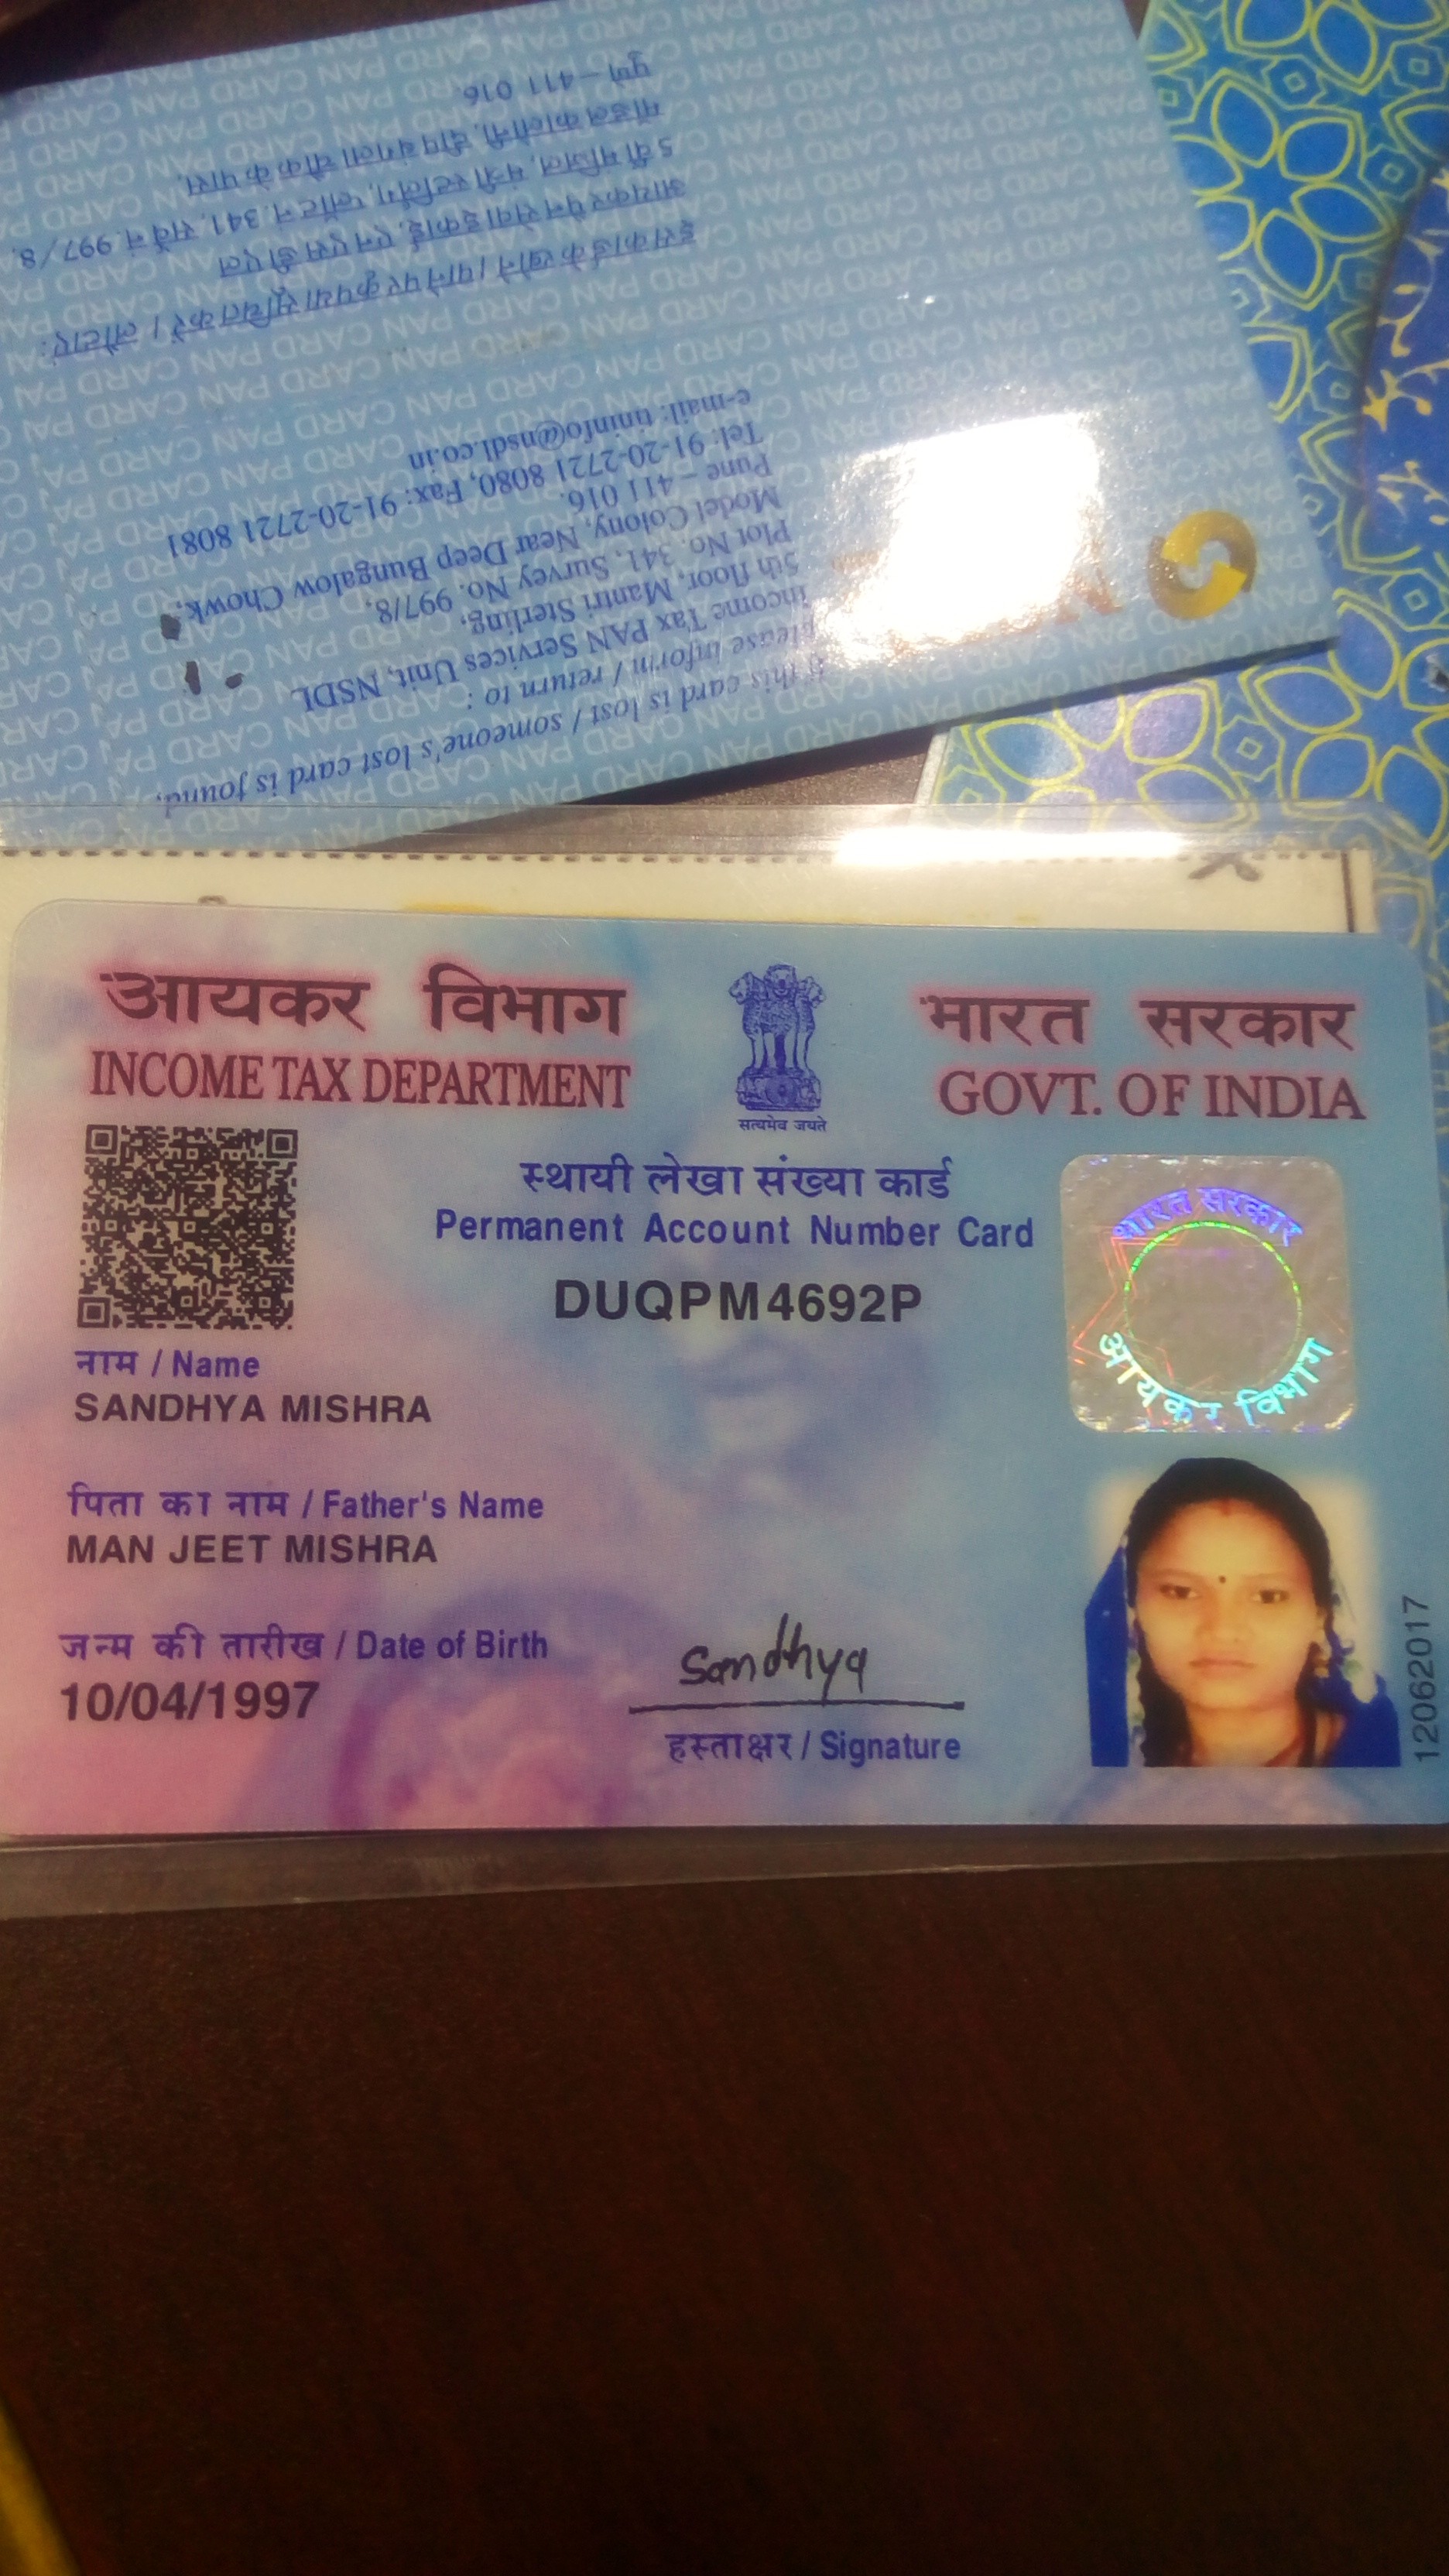 पुणे – 411 016.
मॉडल कालोनी, दीप बंगला चौक के पास,
5 वीं मंजिल, मंत्री स्टर्लिंग, प्लॉट नं. 341, सर्वे नं. 997/8,
आयकर पैन सेवा इकाई, एन एस डी एल
इस कार्ड के खोने / पाने पर कृपया सूचित करें / लौटाएं :
e-mail: tininfo@nsdl.co.in
Tel: 91-20-2721 8080, Fax: 91-20-2721 8081
Pune – 411 016.
Model Colony, Near Deep Bungalow Chowk,
Plot No. 341, Survey No. 997/8,
5th floor, Mantri Sterling,
Income Tax PAN Services Unit, NSDL
please inform / return to :
If this card is lost / someone's lost card is found,
आयकर विभाग भारत सरकार
INCOME TAX DEPARTMENT GOVT. OF INDIA
सत्यमेव जयते
स्थायी लेखा संख्या कार्ड
Permanent Account Number Card
DUQPM4692P
भारत सरकार
आयकर विभाग
नाम / Name
SANDHYA MISHRA
पिता का नाम / Father's Name
MAN JEET MISHRA
जन्म की तारीख / Date of Birth
10/04/1997
Sandhya
हस्ताक्षर / Signature
12062017